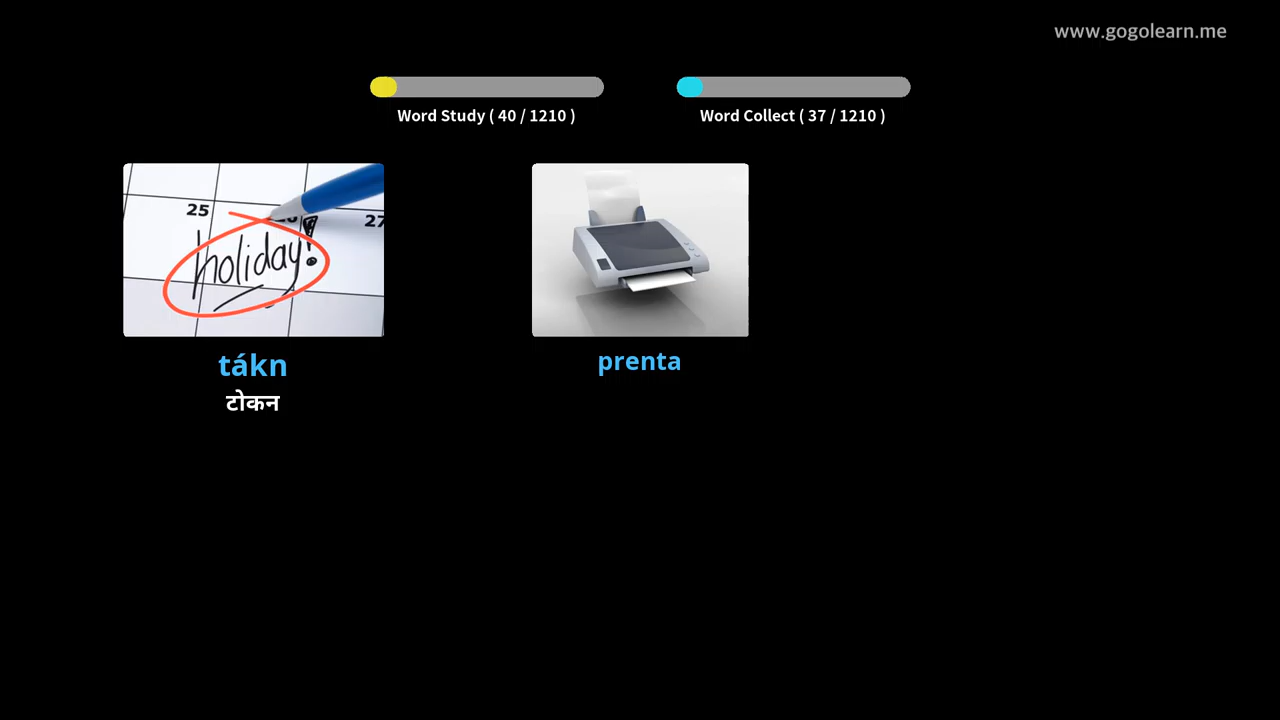 www.gogolearn.me
Word Study ( 40 / 1210 )
Word Collect ( 37 / 1210 )
25
27
holiday!
tákn
prenta
टोकन